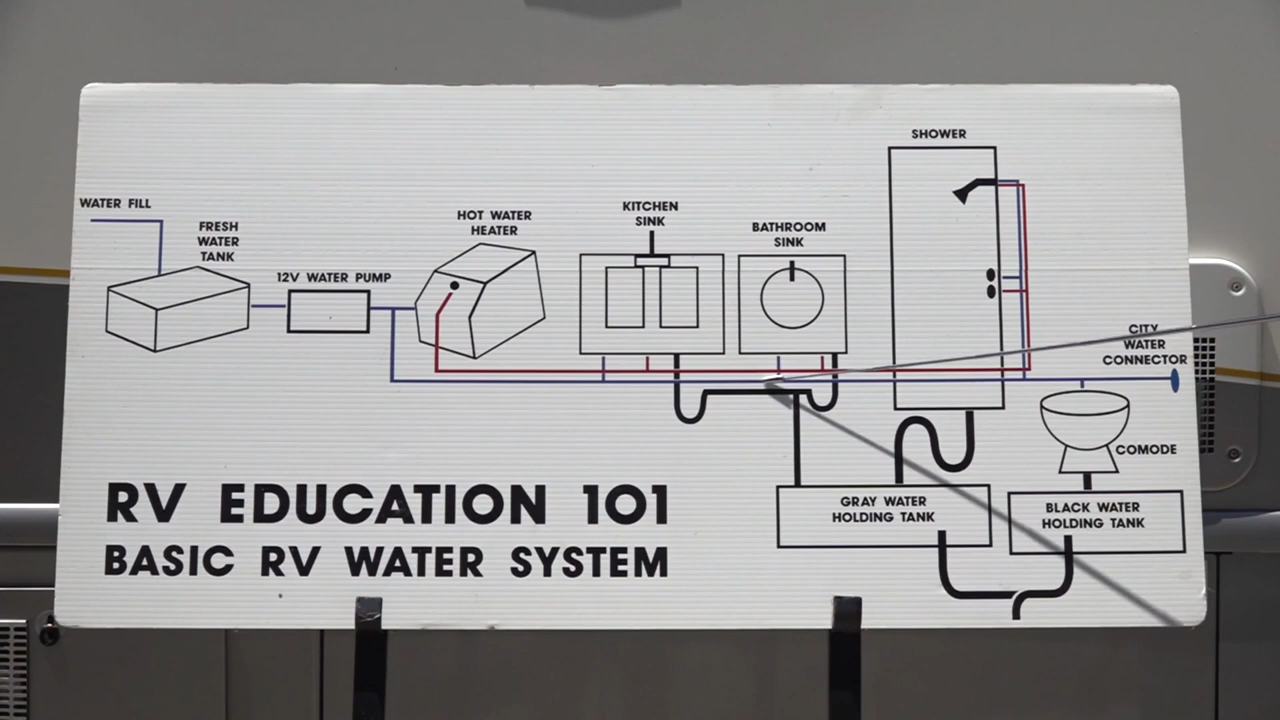 SHOWER
WATER FILL
FRESH
WATER
TANK
HOT WATER
HEATER
KITCHEN
SINK
BATHROOM
SINK
12V WATER PUMP
CITY
WATER
CONNECTOR
COMODE
GRAY WATER
HOLDING TANK
BLACK WATER
HOLDING TANK
RV EDUCATION 101
BASIC RV WATER SYSTEM